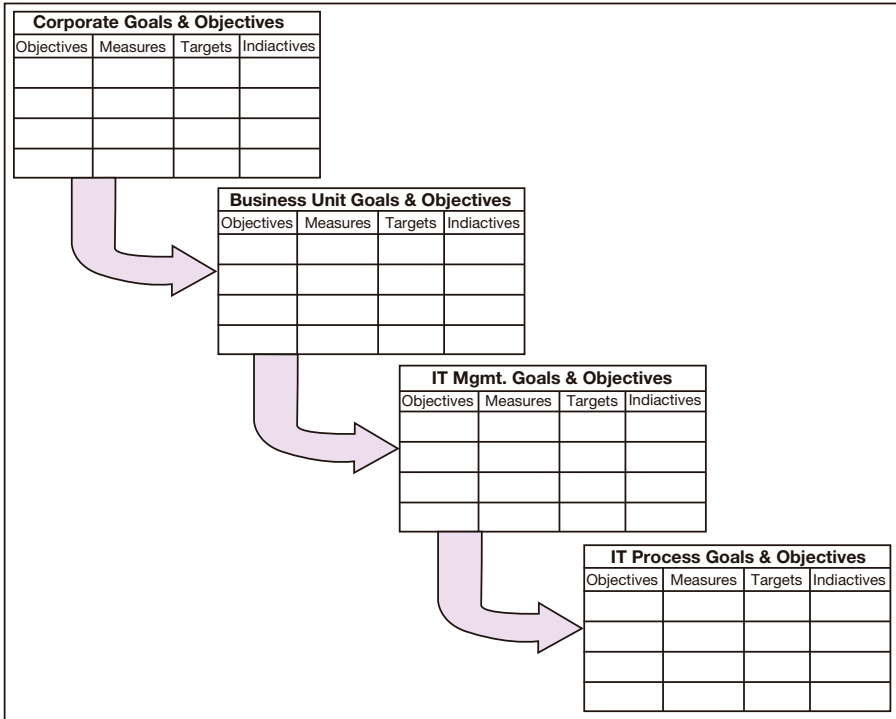 Corporate Goals & Objectives
Objectives Measures Targets Indiactives
Business Unit Goals & Objectives
Objectives Measures Targets Indiactives
IT Mgmt. Goals & Objectives
Objectives Measures Targets Indiactives
IT Process Goals & Objectives
Objectives Measures Targets Indiactives